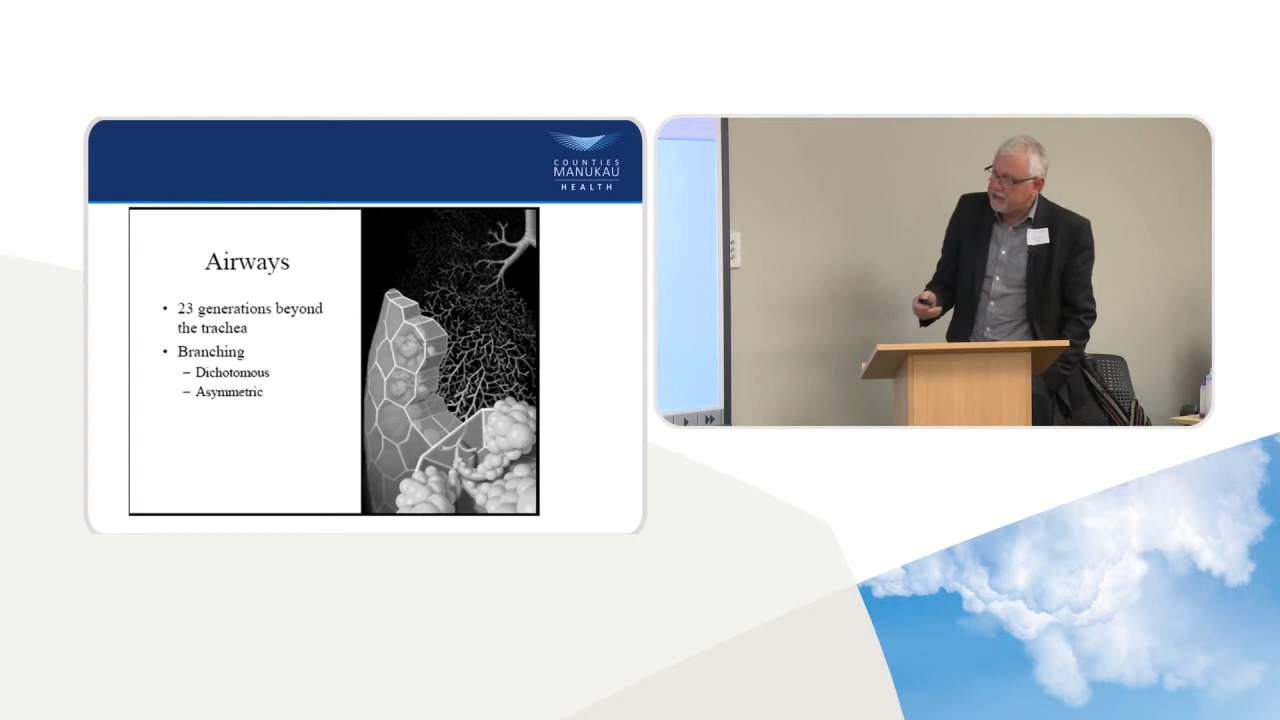 COUNTIES
MANUKAU
HEALTH
Airways
• 23 generations beyond
the trachea
• Branching
– Dichotomous
– Asymmetric